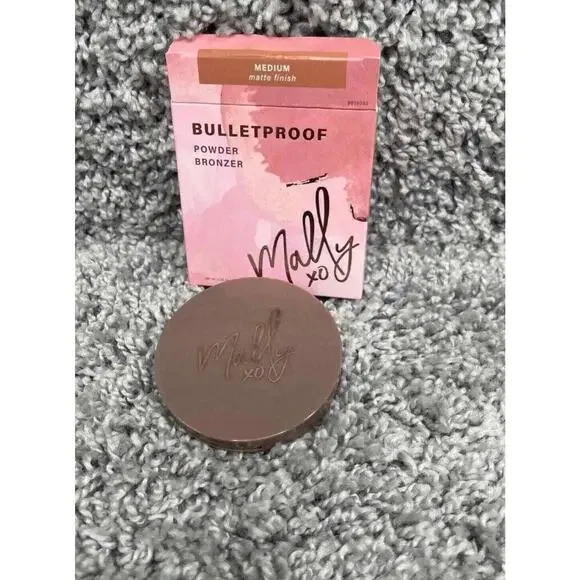 MEDIUM
matte finish
BULLETPROOF
POWDER
BRONZER
Mally
xo
Mally
xo